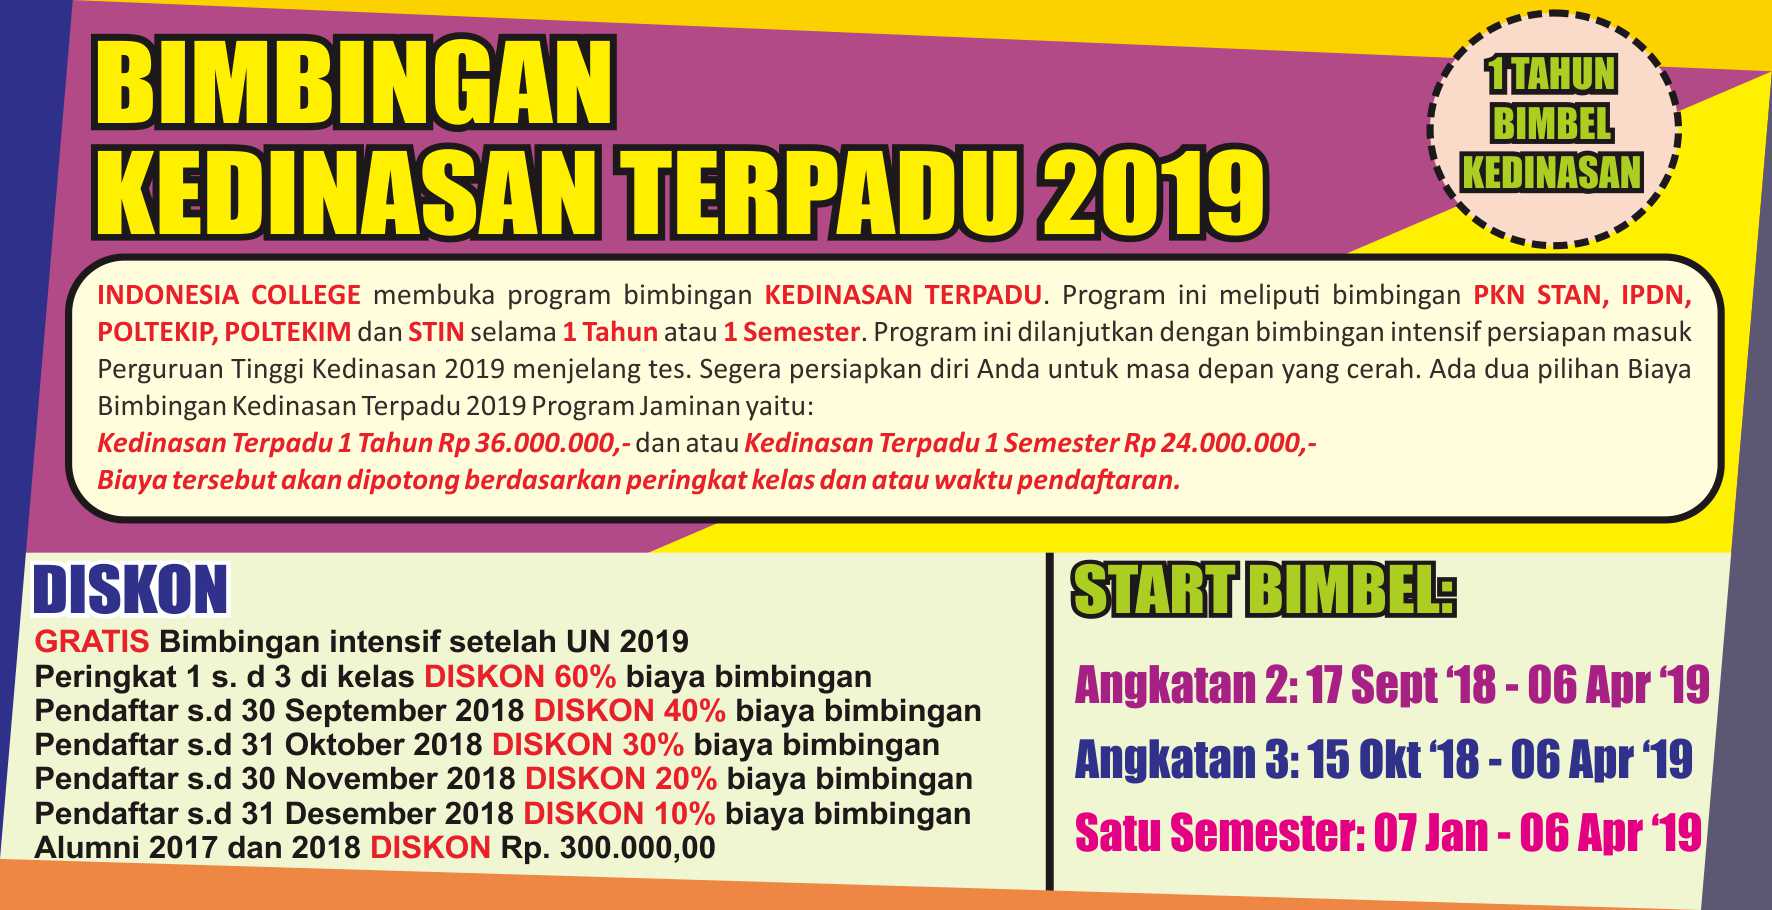 BIMBINGAN
KEDINASAN TERPADU 2019
1 TAHUN
BIMBEL
KEDINASAN
INDONESIA COLLEGE membuka program bimbingan KEDINASAN TERPADU. Program ini meliputi bimbingan PKN STAN, IPDN,
POLTEKIP, POLTEKIM dan STIN selama 1 Tahun atau 1 Semester. Program ini dilanjutkan dengan bimbingan intensif persiapan masuk
Perguruan Tinggi Kedinasan 2019 menjelang tes. Segera persiapkan diri Anda untuk masa depan yang cerah. Ada dua pilihan Biaya
Bimbingan Kedinasan Terpadu 2019 Program Jaminan yaitu:
Kedinasan Terpadu 1 Tahun Rp 36.000.000,- dan atau Kedinasan Terpadu 1 Semester Rp 24.000.000,-
Biaya tersebut akan dipotong berdasarkan peringkat kelas dan atau waktu pendaftaran.
DISKON
GRATIS Bimbingan intensif setelah UN 2019
Peringkat 1 s. d 3 di kelas DISKON 60% biaya bimbingan
Pendaftar s.d 30 September 2018 DISKON 40% biaya bimbingan
Pendaftar s.d 31 Oktober 2018 DISKON 30% biaya bimbingan
Pendaftar s.d 30 November 2018 DISKON 20% biaya bimbingan
Pendaftar s.d 31 Desember 2018 DISKON 10% biaya bimbingan
Alumni 2017 dan 2018 DISKON Rp. 300.000,00
START BIMBEL:
Angkatan 2: 17 Sept ‘18 - 06 Apr ‘19
Angkatan 3: 15 Okt ‘18 - 06 Apr ‘19
Satu Semester: 07 Jan - 06 Apr ‘19